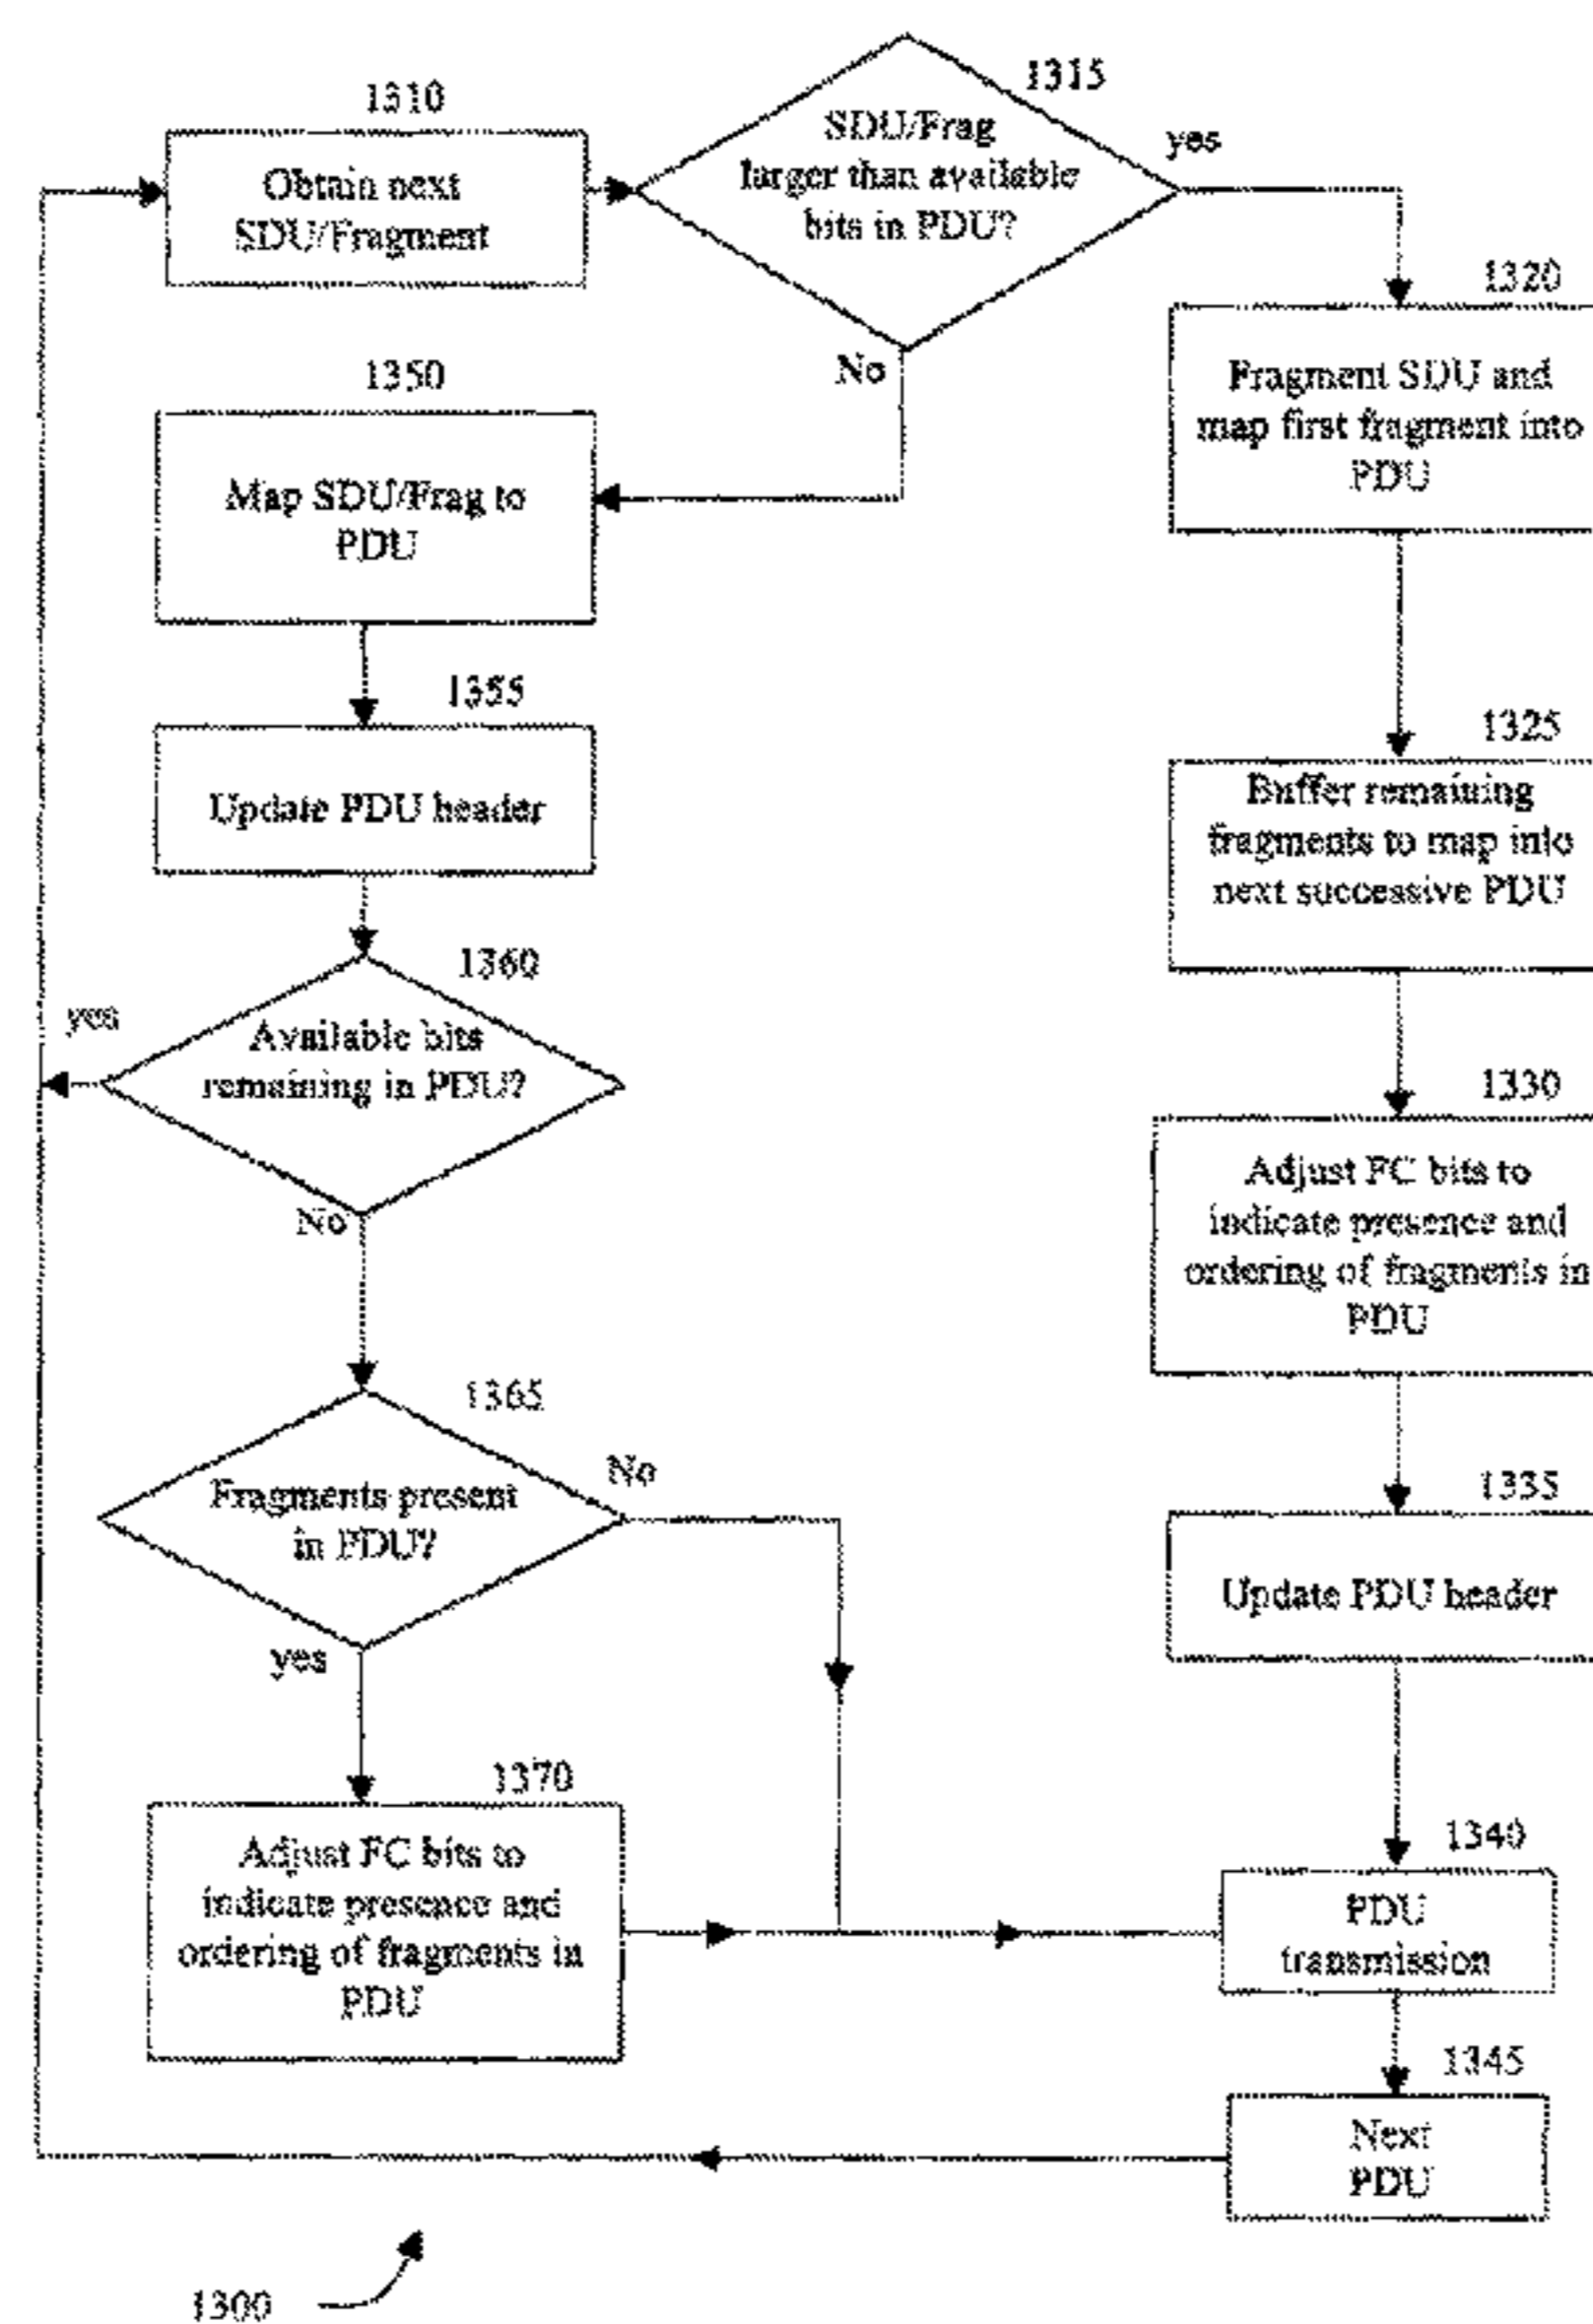 1310
Obtain next
SDU/Fragment
1315
SDU/Frag
larger than available
bits in PDU?
yes
No
1320
Fragment SDU and
map first fragment into
PDU
1350
Map SDU/Frag to
PDU
1355
Update PDU header
1325
Buffer remaining
fragments to map into
next successive PDU
1360
Available bits
remaining in PDU?
yes
No
1330
Adjust FC bits to
indicate presence and
ordering of fragments in
PDU
1365
Fragments present
in PDU?
No
yes
1335
Update PDU header
1370
Adjust FC bits to
indicate presence and
ordering of fragments in
PDU
1340
PDU
transmission
1345
Next
PDU
1300